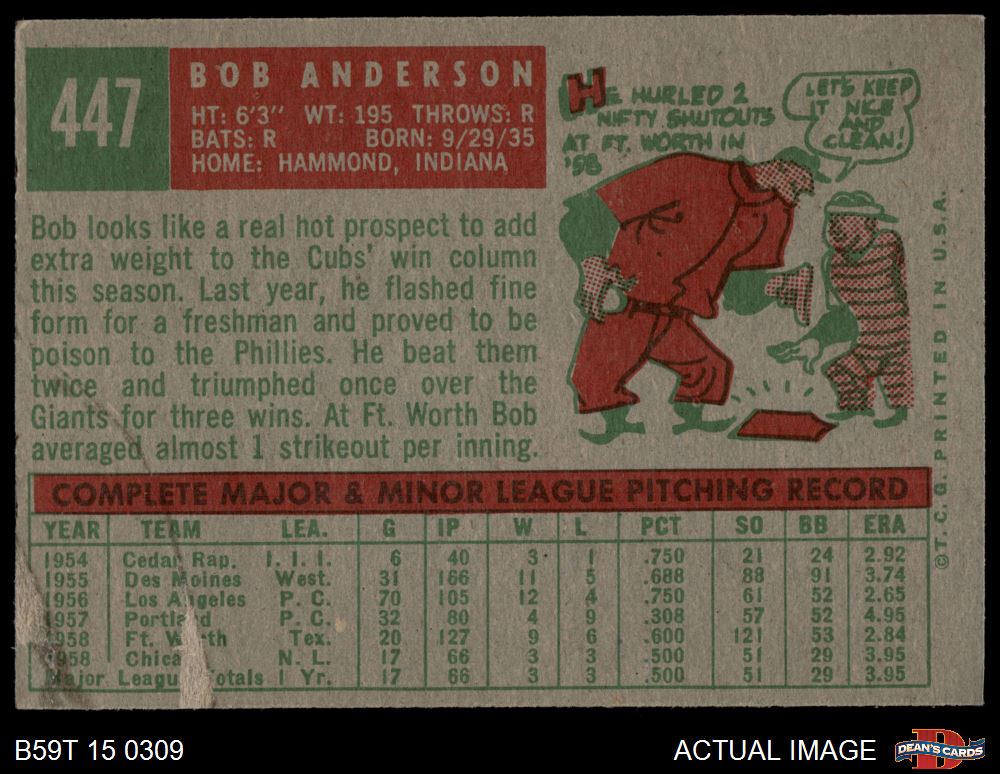 447
BOB ANDERSON
HT: 6'3" WT: 195 THROWS: R
BATS: R BORN: 9/29/35
HOME: HAMMOND, INDIANA
HE HURLED 2
NIFTY SHUTOUTS
AT FT. WORTH IN
'58
LET'S KEEP
IT NICE
AND
CLEAN!
Bob looks like a real hot prospect to add
extra weight to the Cubs' win column
this season. Last year, he flashed fine
form for a freshman and proved to be
poison to the Phillies. He beat them
twice and triumphed once over the
Giants for three wins. At Ft. Worth Bob
averaged almost 1 strikeout per inning.
COMPLETE MAJOR & MINOR LEAGUE PITCHING RECORD
YEAR TEAM LEA. G IP W L PCT SO BB ERA
1954 Cedar Rap. I. I. I. 6 40 3 1 .750 21 24 2.92
1955 Des Moines West. 31 166 11 5 .688 88 91 3.74
1956 Los Angeles P. C. 70 105 12 4 .750 61 52 2.65
1957 Portland P. C. 32 80 4 9 .308 57 52 4.95
1958 Ft. Worth Tex. 20 127 9 6 .600 121 53 2.84
1958 Chica N. L. 17 66 3 3 .500 51 29 3.95
Major League Totals 1 Yr. 17 66 3 3 .500 51 29 3.95
© T. C. G. PRINTED IN U.S.A.
B59T 15 0309
ACTUAL IMAGE
DEAN'S CARDS